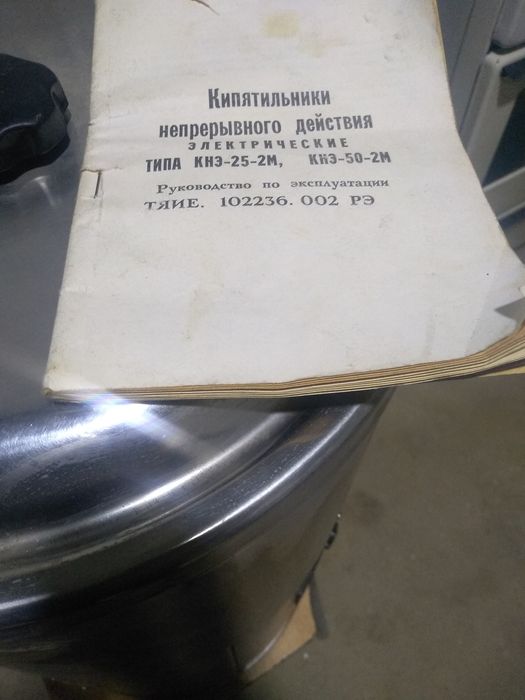 Кипятильники
непрерывного действия
ЭЛЕКТРИЧЕСКИЕ
ТИПА КНЭ-25-2М, КНЭ-50-2М
Руководство по эксплуатации
ТЯИЕ. 102236. 002 РЭ